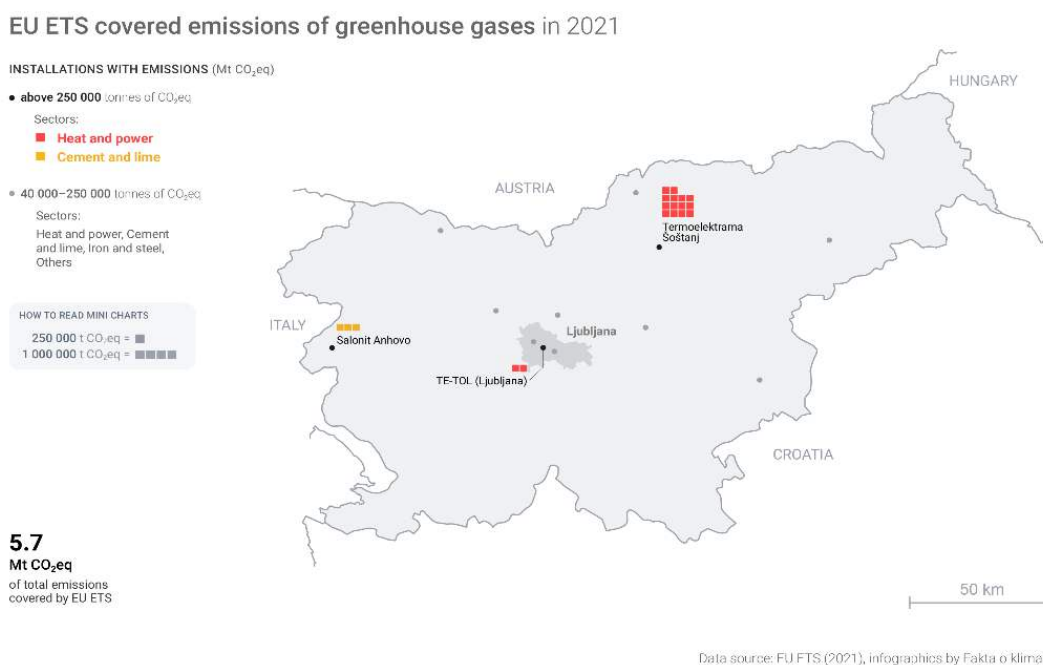 EU ETS covered emissions of greenhouse gases in 2021
INSTALLATIONS WITH EMISSIONS (Mt CO₂eq)
above 250 000 tonnes of CO₂eq
Sectors:
Heat and power
Cement and lime
40 000–250 000 tonnes of CO₂eq
Sectors:
Heat and power, Cement
and lime, Iron and steel,
Others
HOW TO READ MINI CHARTS
250 000 t CO₂eq =
1 000 000 t CO₂eq =
HUNGARY
AUSTRIA
Termoelektrarna
Šoštanj
ITALY
Salonit Anhovo
Ljubljana
TE-TOL (Ljubljana)
CROATIA
5.7
Mt CO₂eq
of total emissions
covered by EU ETS
50 km
Data source: EU ETS (2021), infographics by Fakta o klima